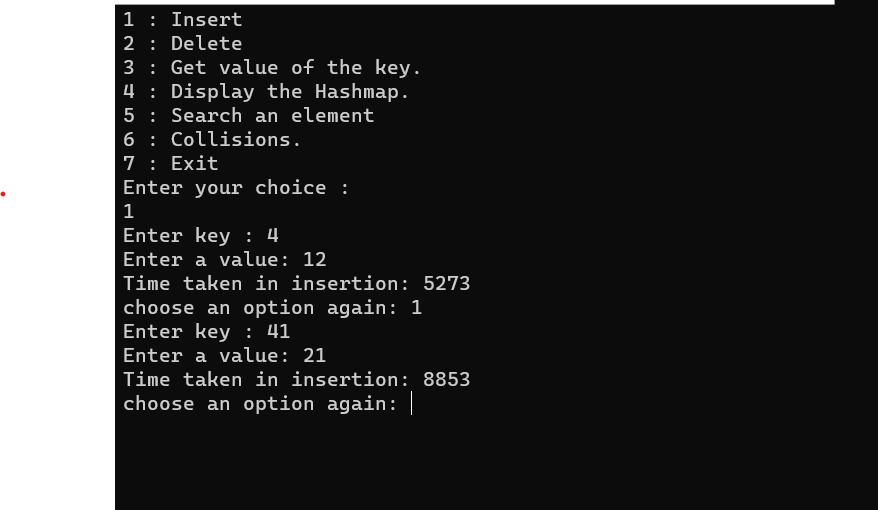 1 : Insert
2 : Delete
3 : Get value of the key.
4 : Display the Hashmap.
5 : Search an element
6 : Collisions.
7 : Exit
Enter your choice :
1
Enter key : 4
Enter a value: 12
Time taken in insertion: 5273
choose an option again: 1
Enter key : 41
Enter a value: 21
Time taken in insertion: 8853
choose an option again: